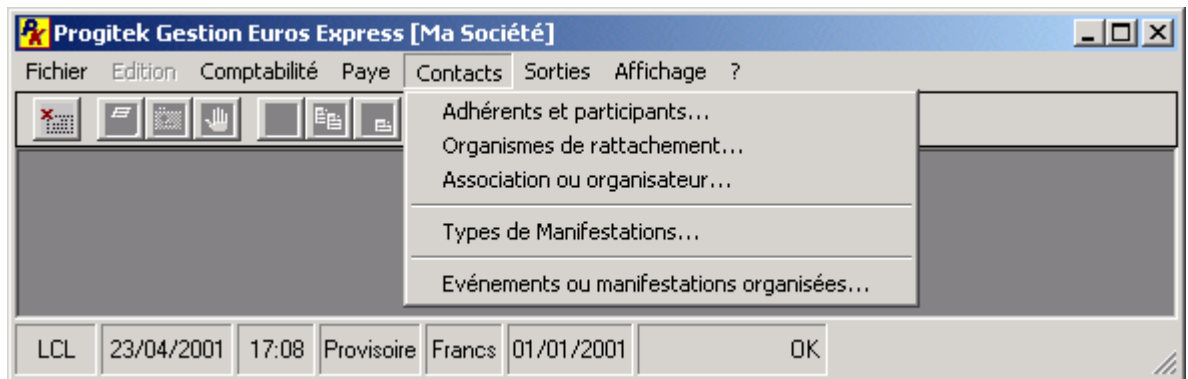 Progitek Gestion Euros Express [Ma Société]
Fichier Edition Comptabilité Paye Contacts Sorties Affichage ?
Adhérents et participants...
Organismes de rattachement...
Association ou organisateur...
Types de Manifestations...
Evénements ou manifestations organisées...
LCL 23/04/2001 17:08 Provisoire Francs 01/01/2001 OK